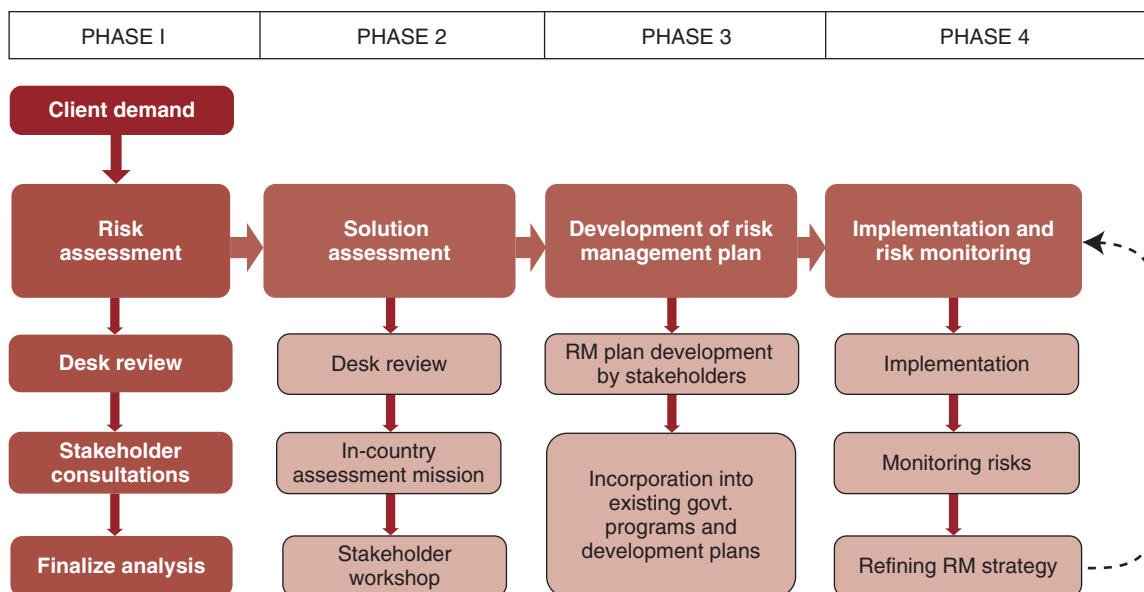 PHASE I
PHASE 2
PHASE 3
PHASE 4
Client demand
Risk
assessment
Solution
assessment
Development of risk
management plan
Implementation and
risk monitoring
Desk review
Stakeholder
consultations
Finalize analysis
Desk review
In-country
assessment mission
Stakeholder
workshop
RM plan development
by stakeholders
Incorporation into
existing govt.
programs and
development plans
Implementation
Monitoring risks
Refining RM strategy